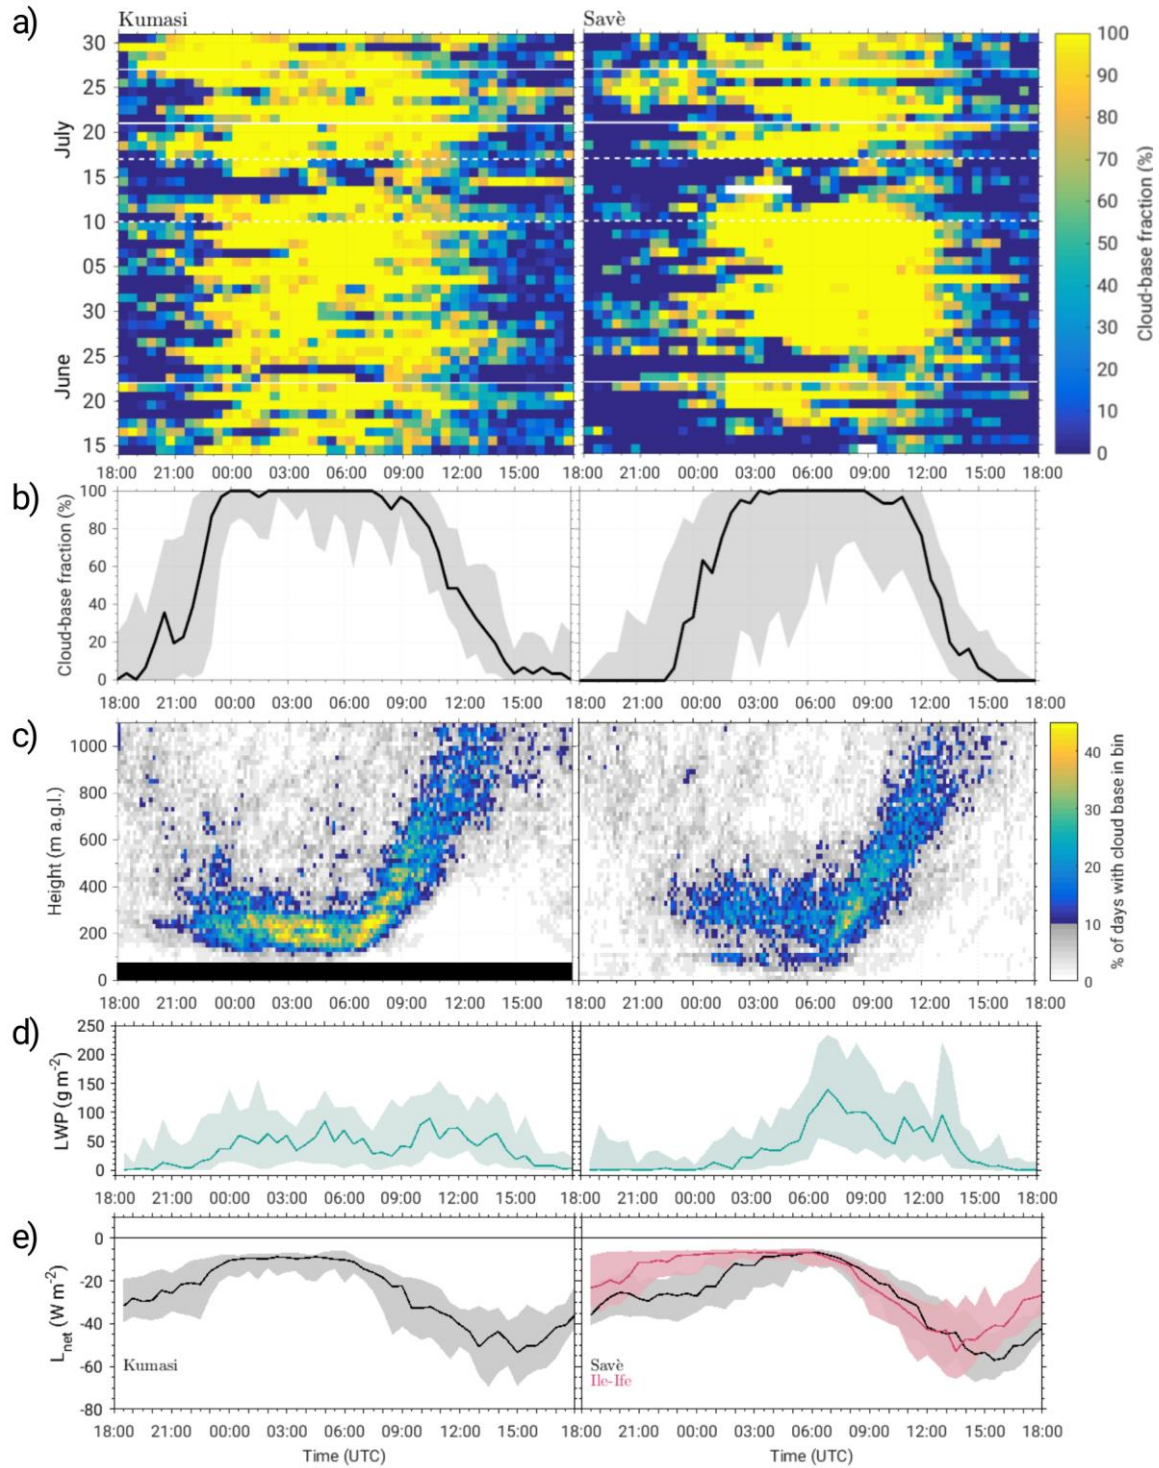 a)
Kumasi
Savè
30
25
20
15
10
05
30
25
20
15
July
June
18:00 21:00 00:00 03:00 06:00 09:00 12:00 15:00 18:00
18:00 21:00 00:00 03:00 06:00 09:00 12:00 15:00 18:00
100
90
80
70
60
50
40
30
20
10
0
Cloud-base fraction (%)
b)
Cloud-base fraction (%)
100
80
60
40
20
0
18:00 21:00 00:00 03:00 06:00 09:00 12:00 15:00 18:00
18:00 21:00 00:00 03:00 06:00 09:00 12:00 15:00 18:00
c)
Height (m a.g.l.)
1000
800
600
400
200
0
18:00 21:00 00:00 03:00 06:00 09:00 12:00 15:00 18:00
18:00 21:00 00:00 03:00 06:00 09:00 12:00 15:00 18:00
40
30
20
10
0
% of days with cloud base in bin
d)
LWP (g m⁻²)
250
200
150
100
50
0
18:00 21:00 00:00 03:00 06:00 09:00 12:00 15:00 18:00
18:00 21:00 00:00 03:00 06:00 09:00 12:00 15:00 18:00
e)
Lnet (W m⁻²)
0
-20
-40
-60
-80
Kumasi
Savè
Ile-Ife
18:00 21:00 00:00 03:00 06:00 09:00 12:00 15:00 18:00
18:00 21:00 00:00 03:00 06:00 09:00 12:00 15:00 18:00
Time (UTC)
Time (UTC)